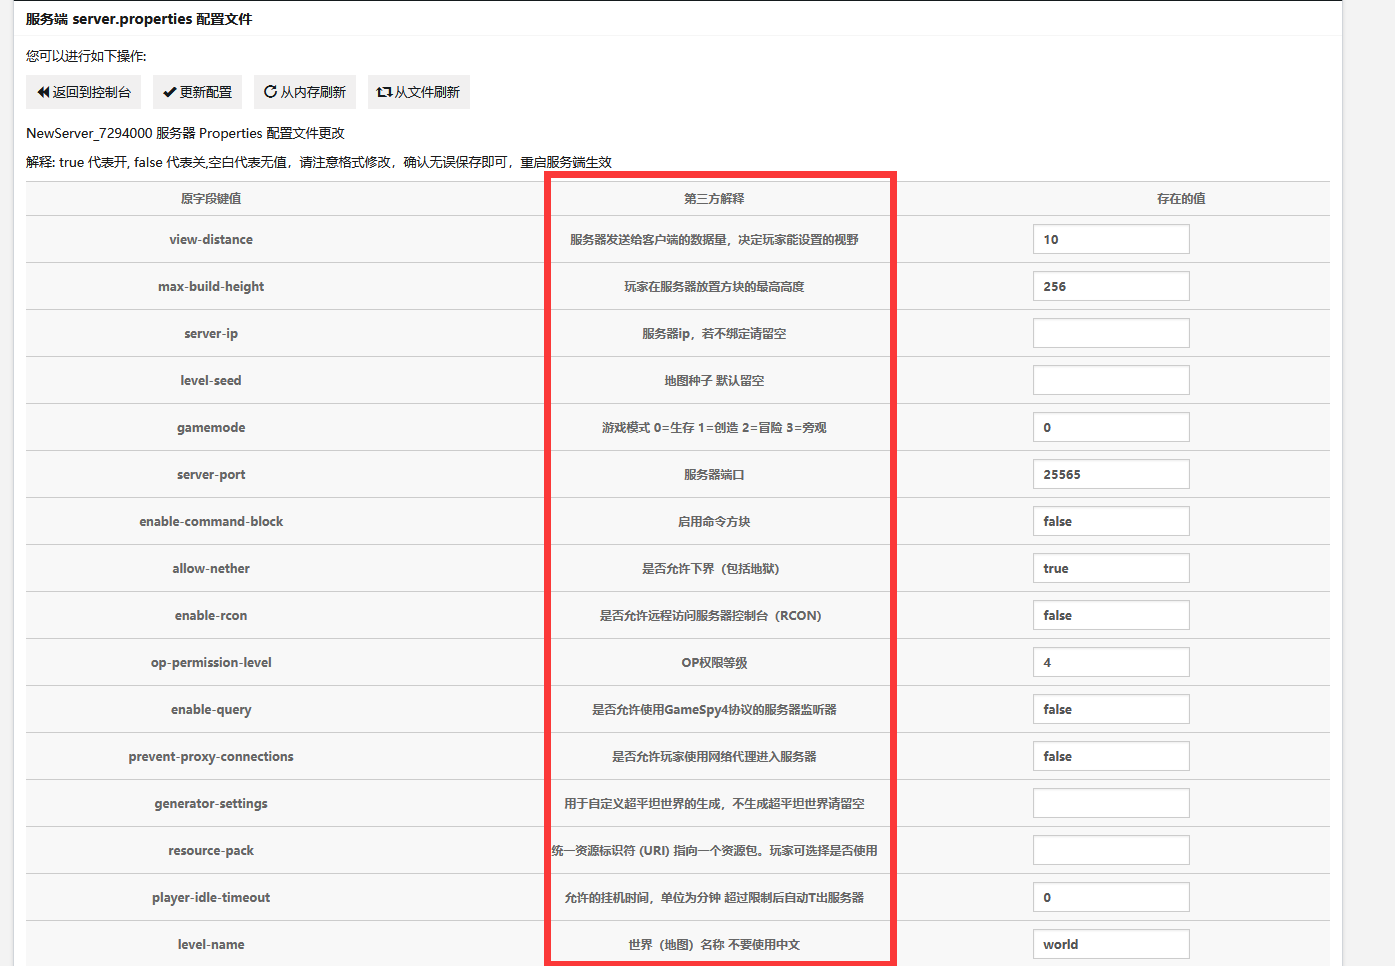 服务端 server.properties 配置文件
您可以进行如下操作:
返回到控制台 更新配置 从内存刷新 从文件刷新
NewServer_7294000 服务器 Properties 配置文件更改
解释: true 代表开, false 代表关,空白代表无值，请注意格式修改，确认无误保存即可，重启服务端生效
原字段键值 第三方解释 存在的值
view-distance 服务器发送给客户端的数据量，决定玩家能设置的视野 10
max-build-height 玩家在服务器放置方块的最高高度 256
server-ip 服务器ip，若不绑定请留空
level-seed 地图种子 默认留空
gamemode 游戏模式 0=生存 1=创造 2=冒险 3=旁观 0
server-port 服务器端口 25565
enable-command-block 启用命令方块 false
allow-nether 是否允许下界（包括地狱） true
enable-rcon 是否允许远程访问服务器控制台（RCON） false
op-permission-level OP权限等级 4
enable-query 是否允许使用GameSpy4协议的服务器监听器 false
prevent-proxy-connections 是否允许玩家使用网络代理进入服务器 false
generator-settings 用于自定义超平坦世界的生成，不生成超平坦世界请留空
resource-pack 统一资源标识符 (URI) 指向一个资源包。玩家可选择是否使用
player-idle-timeout 允许的挂机时间，单位为分钟 超过限制后自动T出服务器 0
level-name 世界（地图）名称 不要使用中文 world